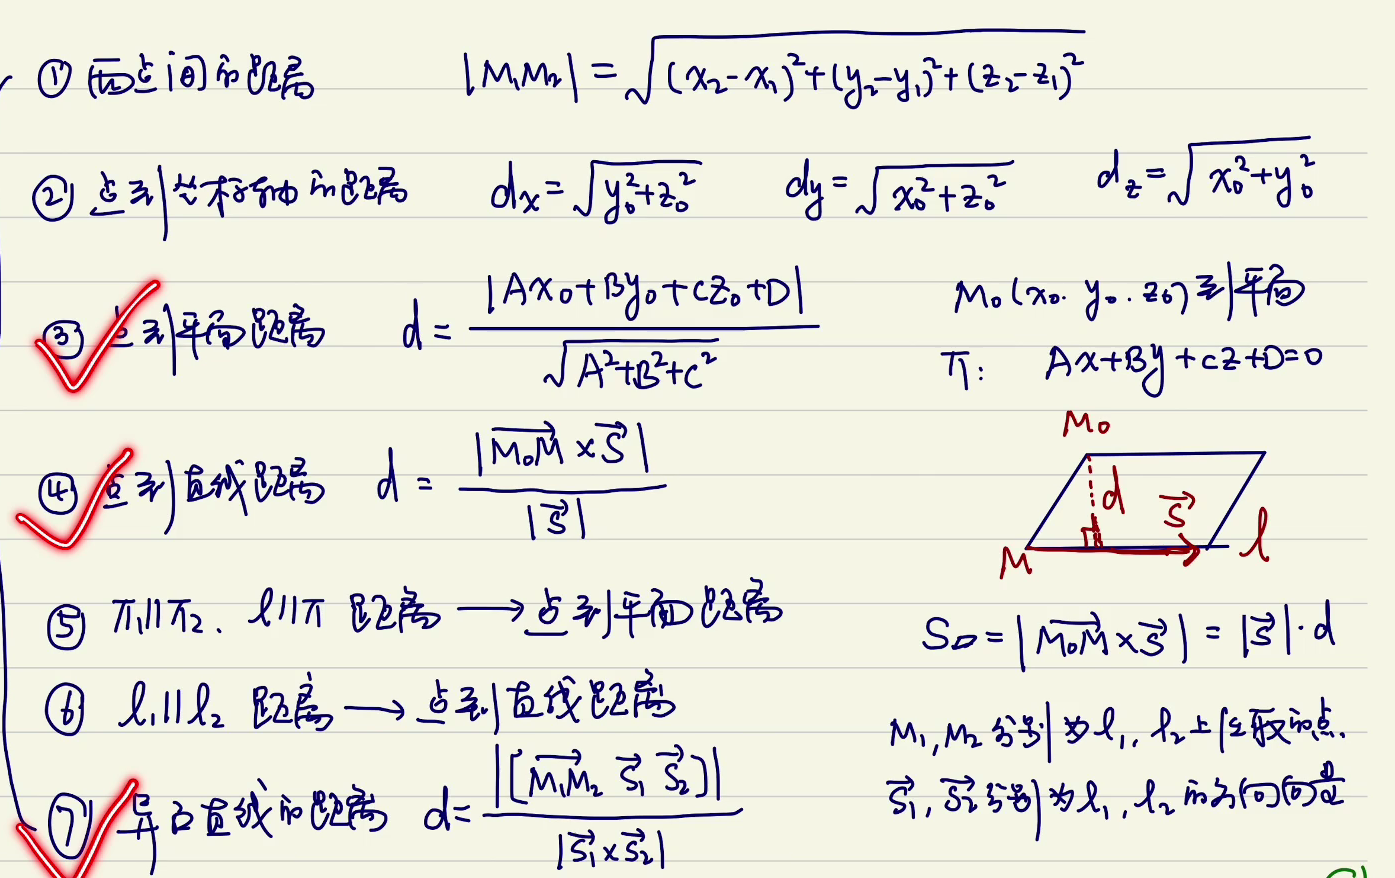 ① 两点间的距离 |M₁M₂| = √((x₂-x₁)²+(y₂-y₁)²+(z₂-z₁)²)
② 点到坐标轴的距离 dx=√(y₀²+z₀²) dy=√(x₀²+z₀²) dz=√(x₀²+y₀²)
③ 点到平面距离 d = |Ax₀+By₀+Cz₀+D| / √(A²+B²+C²) M₀(x₀. y₀. z₀)到平面
π: Ax+By+Cz+D=0
④ 点到直线距离 d = |M₀M⃗ × S⃗| / |S⃗|
M₀
d S⃗
M l
⑤ π₁∥π₂. l∥π 距离 → 点到平面距离
S▱ = |M₀M⃗ × S⃗| = |S⃗|·d
⑥ l₁∥l₂ 距离 → 点到直线距离
M₁, M₂ 分别为 l₁, l₂ 上任取的点.
⑦ 异面直线的距离 d = |[M₁M₂⃗ S₁⃗ S₂⃗]| / |S₁⃗ × S₂⃗|
S₁⃗, S₂⃗ 分别为 l₁, l₂ 的方向向量